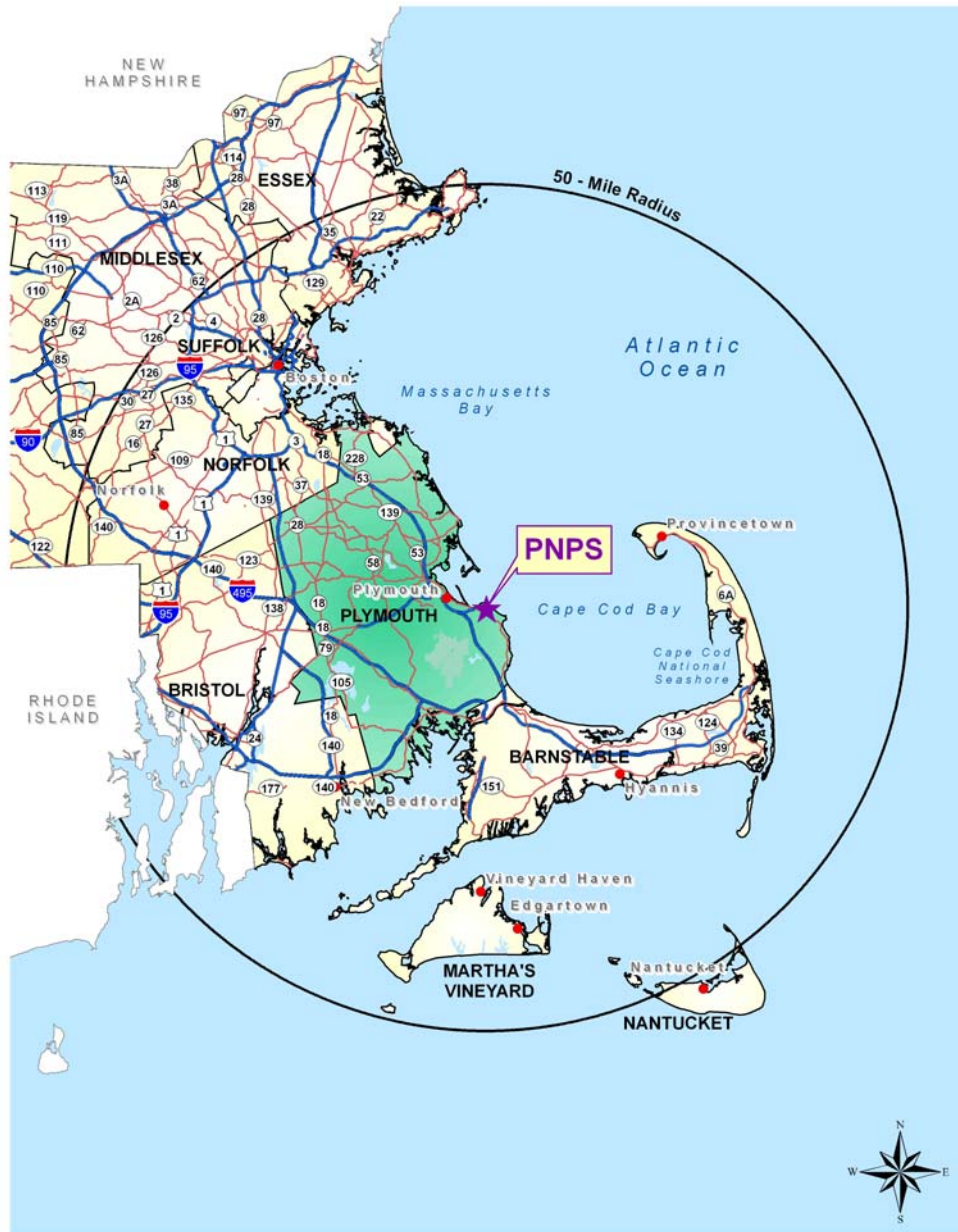 NEW
HAMPSHIRE
97
97
114
3A
38
28
ESSEX
113
3A
28
22
119
35
111
MIDDLESEX
110
62
129
110
2A
2
4
28
85
62
126
SUFFOLK
85
126
95
Boston
30
27
135
90
85
27
1
3
16
18
228
109
NORFOLK
53
Norfolk
139
37
1
139
28
140
1
53
122
123
58
140
1
495
138
18
95
18
79
105
18
24
140
177
140
50 - Mile Radius
Atlantic
Ocean
Massachusetts
Bay
Provincetown
PNPS
Plymouth
PLYMOUTH
Cape Cod Bay
6A
Cape Cod
National
Seashore
RHODE
ISLAND
BRISTOL
124
134
39
BARNSTABLE
Hyannis
151
New Bedford
Vineyard Haven
Edgartown
MARTHA'S
VINEYARD
Nantucket
NANTUCKET
N
W
E
S